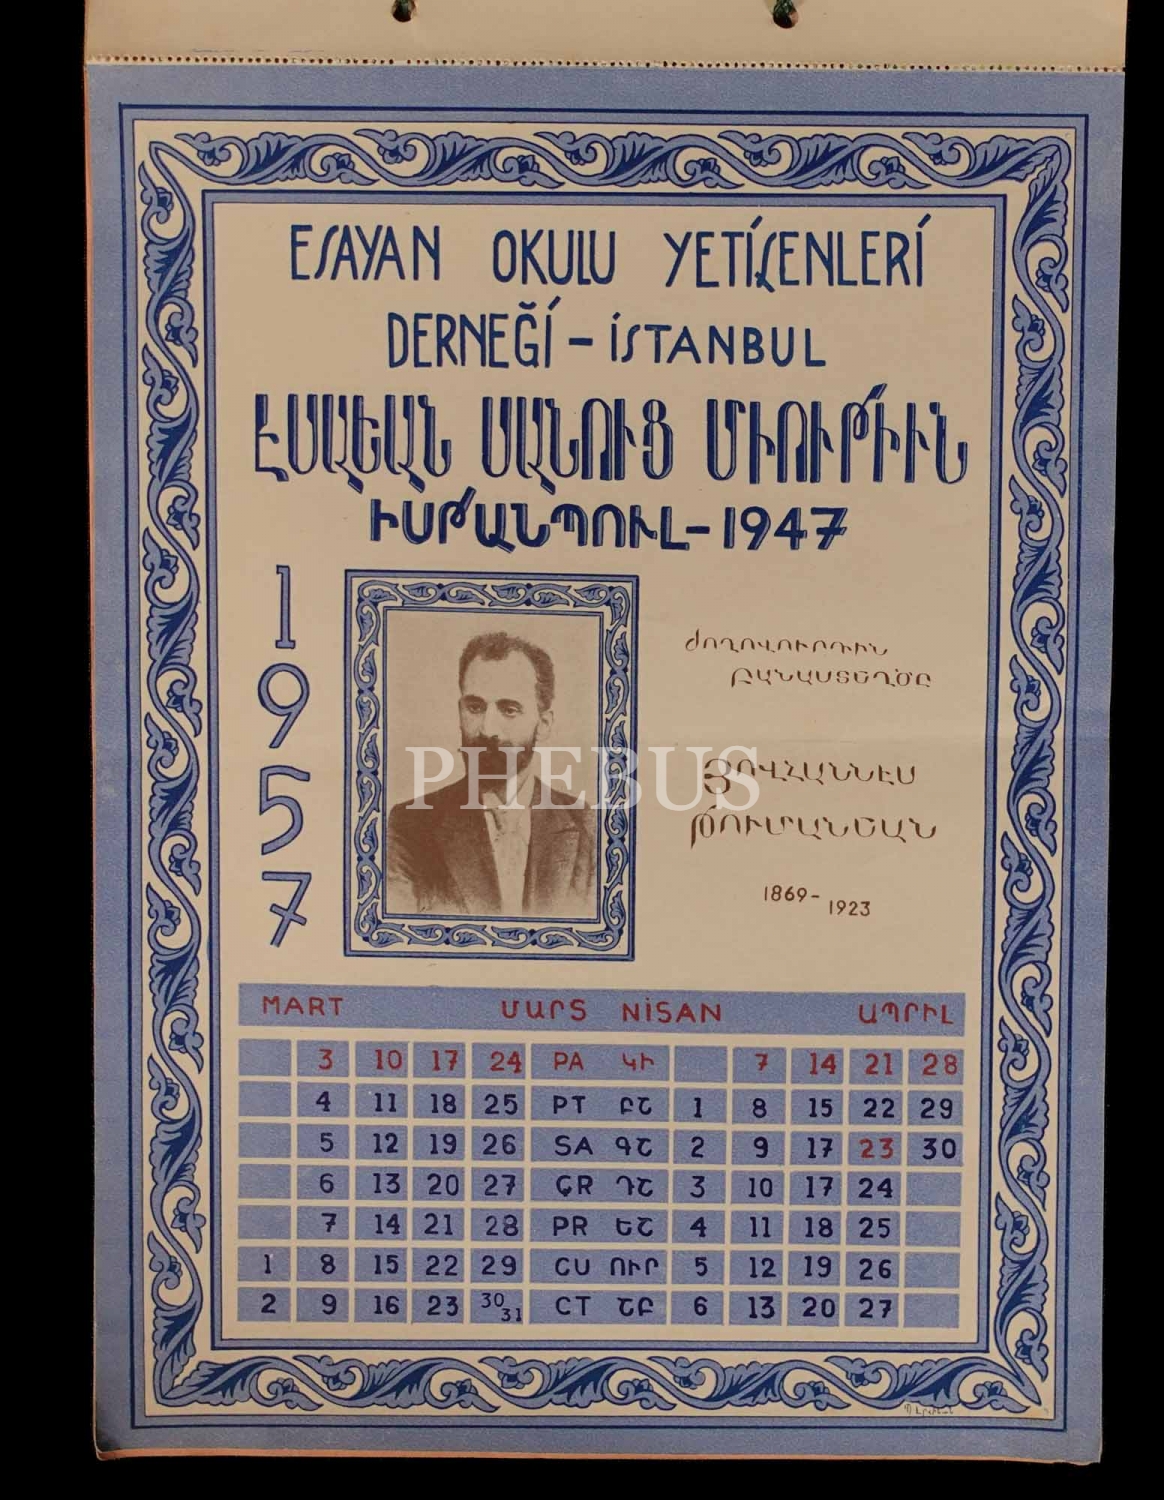 ESAYAN OKULU YETİŞENLERİ
DERNEĞİ – İSTANBUL
ԷՍԱՅԵԱՆ ՍԱՆՈՒՑ ՄԻՈՒԹԻՒՆ
ԻՍԹԱՆՊՈՒԼ – 1947
1957
ԺՈՂՈՎՈՒՐԴԻՆ
ԲԱՆԱՍՏԵՂԾԸ
ՅՈՎՀԱՆՆԷՍ
ԹՈՒՄԱՆԵԱՆ
1869 – 1923
PHEBUS
MART ՄԱՐՏ NİSAN ԱՊՐԻԼ
3 10 17 24 PA ԿԻ 7 14 21 28
4 11 18 25 PT ԲՇ 1 8 15 22 29
5 12 19 26 SA ԳՇ 2 9 17 23 30
6 13 20 27 ÇR ԴՇ 3 10 17 24
7 14 21 28 PR ԵՇ 4 11 18 25
1 8 15 22 29 CU ՈՒՐ 5 12 19 26
2 9 16 23 30 31 CT ՇԲ 6 13 20 27